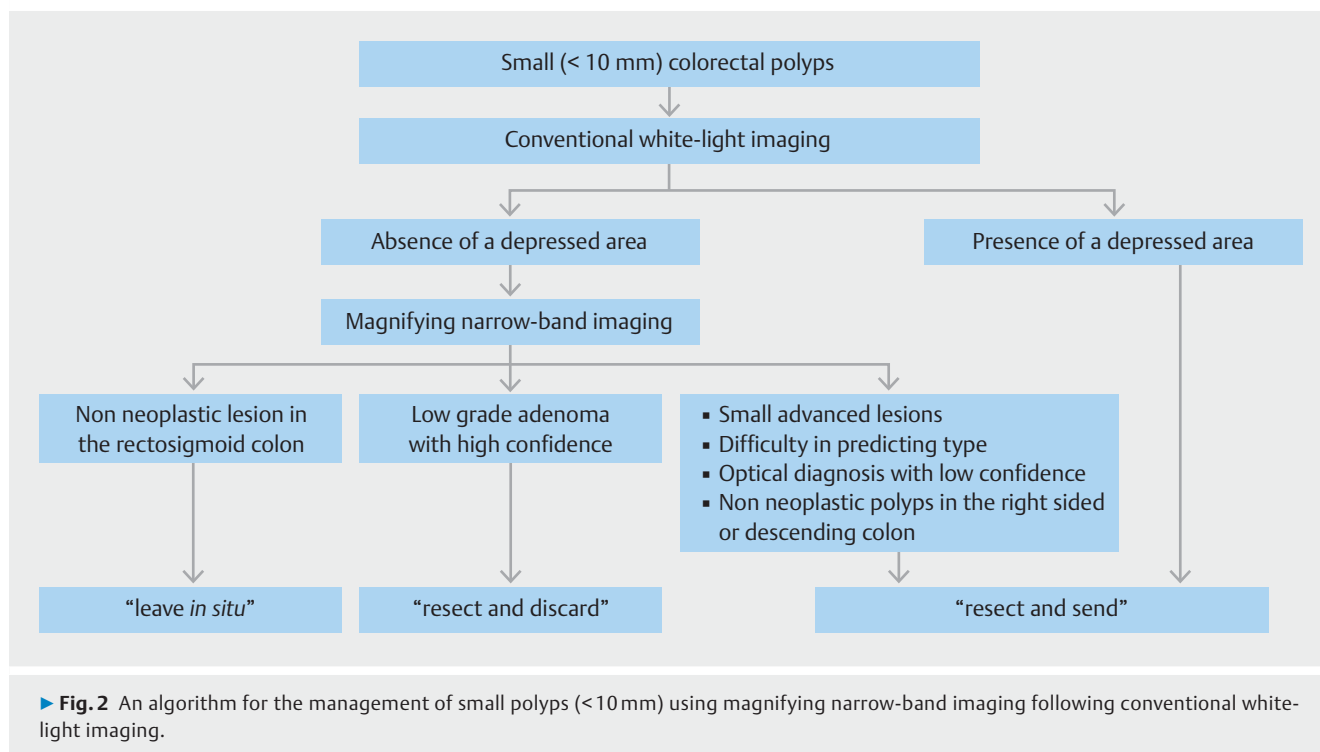 Small (< 10 mm) colorectal polyps
Conventional white-light imaging
Absence of a depressed area
Presence of a depressed area
Magnifying narrow-band imaging
Non neoplastic lesion in
the rectosigmoid colon
Low grade adenoma
with high confidence
▪ Small advanced lesions
▪ Difficulty in predicting type
▪ Optical diagnosis with low confidence
▪ Non neoplastic polyps in the right sided
or descending colon
“leave in situ”
“resect and discard”
“resect and send”
▶ Fig. 2 An algorithm for the management of small polyps (< 10 mm) using magnifying narrow-band imaging following conventional white-
light imaging.